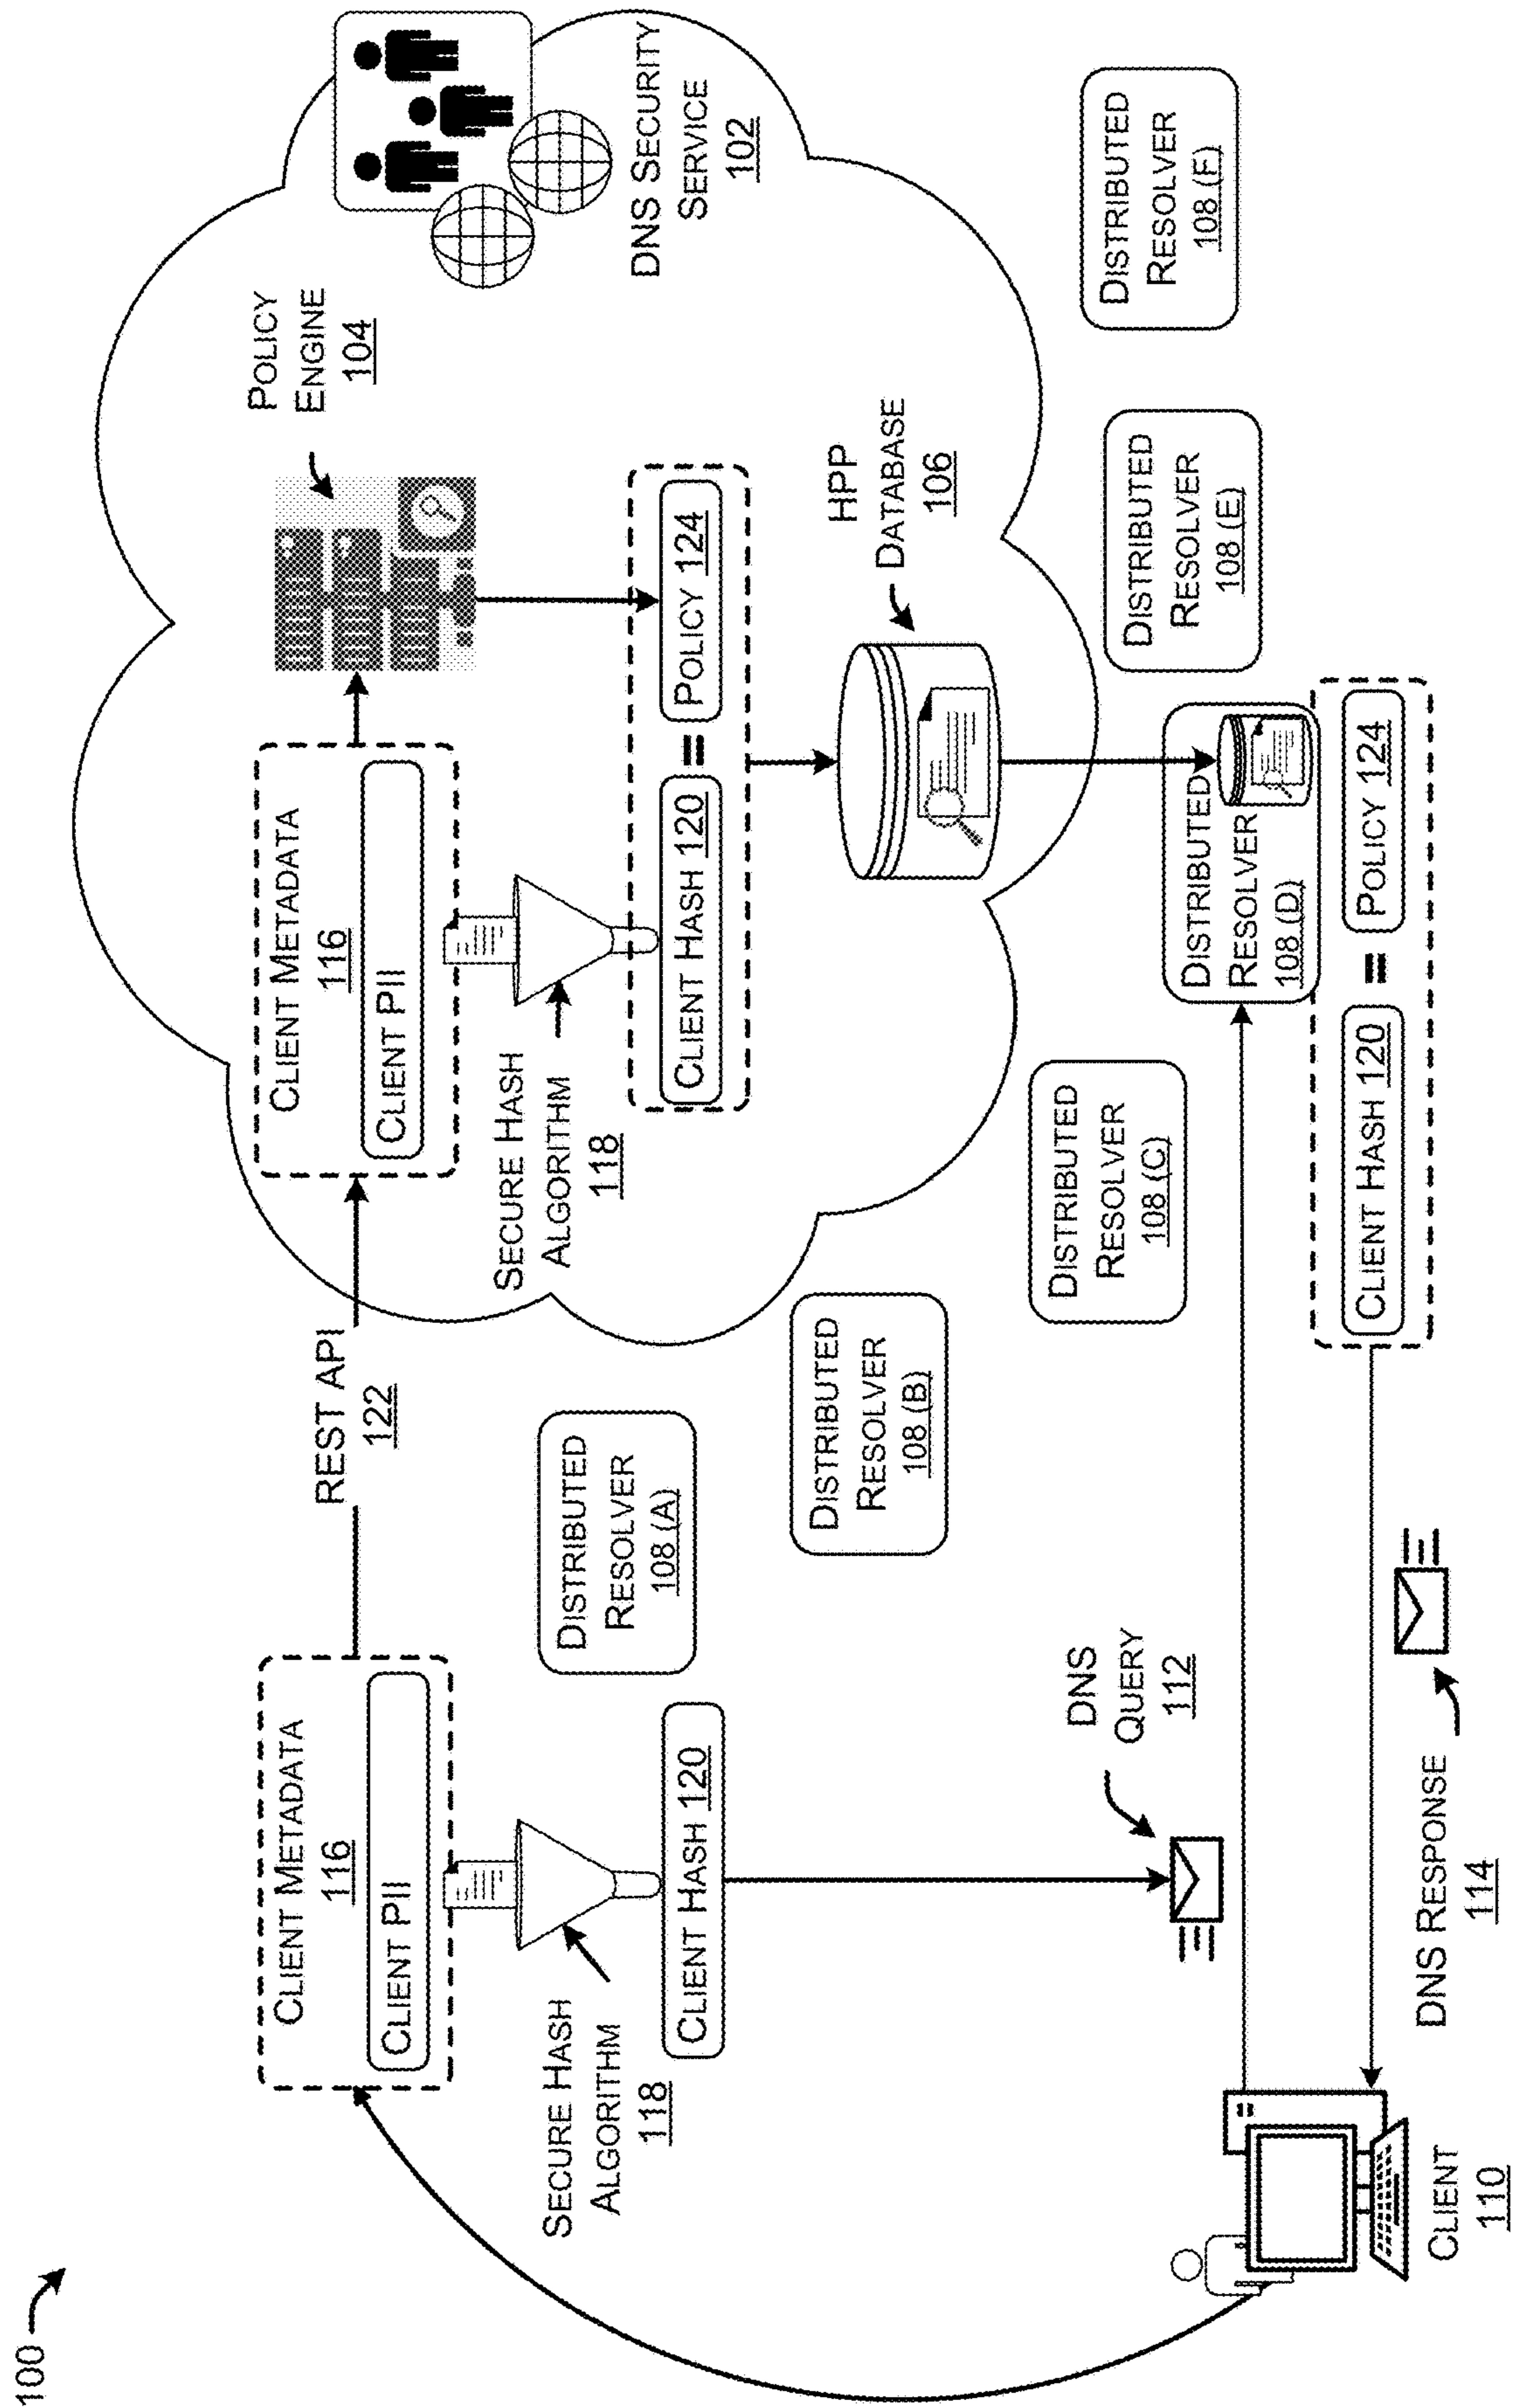 100
CLIENT METADATA
116
CLIENT PII
REST API
122
CLIENT METADATA
116
CLIENT PII
POLICY
ENGINE
104
SECURE HASH
ALGORITHM
118
CLIENT HASH 120
DISTRIBUTED
RESOLVER
108 (A)
SECURE HASH
ALGORITHM
118
CLIENT HASH 120 = POLICY 124
DNS SECURITY
SERVICE
102
DISTRIBUTED
RESOLVER
108 (B)
HPP
DATABASE
106
DNS
QUERY
112
DISTRIBUTED
RESOLVER
108 (C)
DISTRIBUTED
RESOLVER
108 (D)
DISTRIBUTED
RESOLVER
108 (E)
DISTRIBUTED
RESOLVER
108 (F)
CLIENT HASH 120 = POLICY 124
CLIENT
110
DNS RESPONSE
114